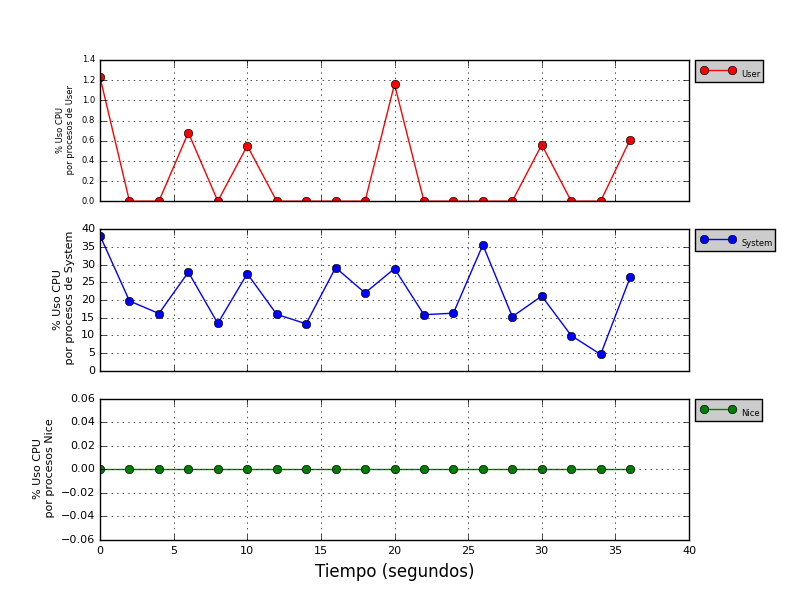 1.4
1.2
1.0
0.8
0.6
0.4
0.2
0.0
% Uso CPU
por procesos de User
User
40
35
30
25
20
15
10
5
0
% Uso CPU
por procesos de System
System
0.06
0.04
0.02
0.00
−0.02
−0.04
−0.06
% Uso CPU
por procesos Nice
Nice
0 5 10 15 20 25 30 35 40
Tiempo (segundos)